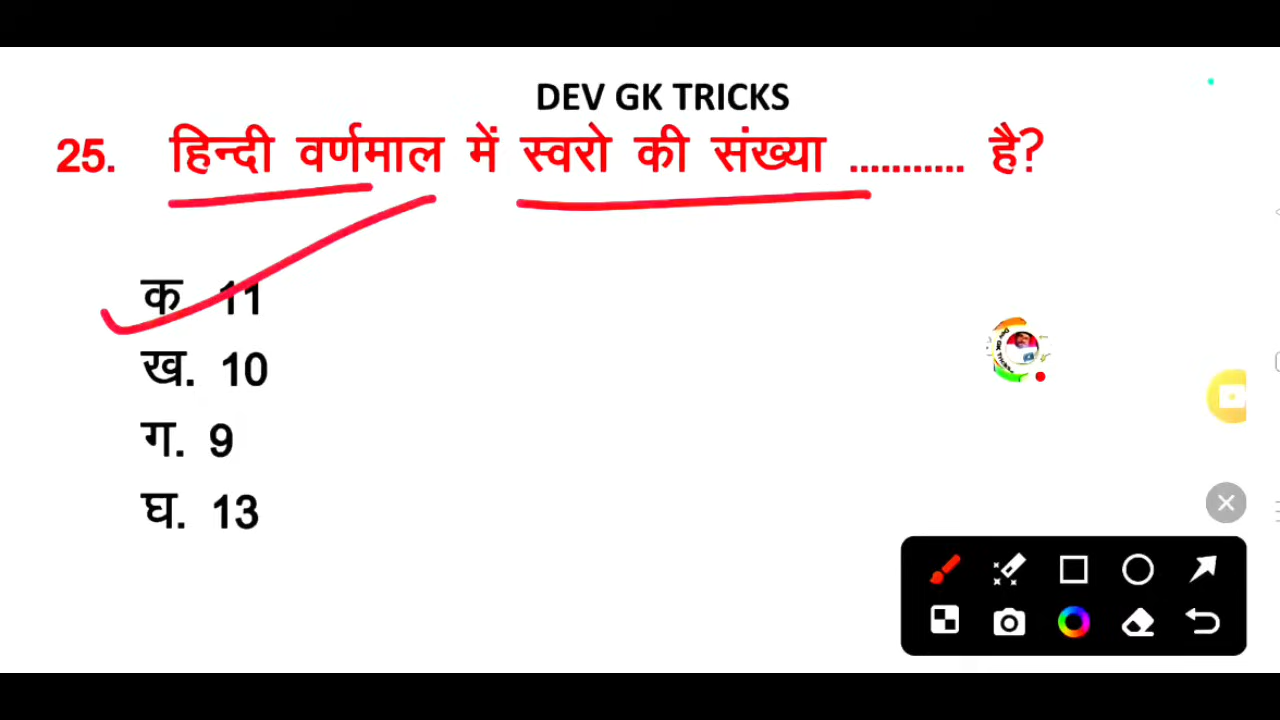 DEV GK TRICKS
25. हिन्दी वर्णमाल में स्वरो की संख्या ........... है?
क 11
ख. 10
ग. 9
घ. 13